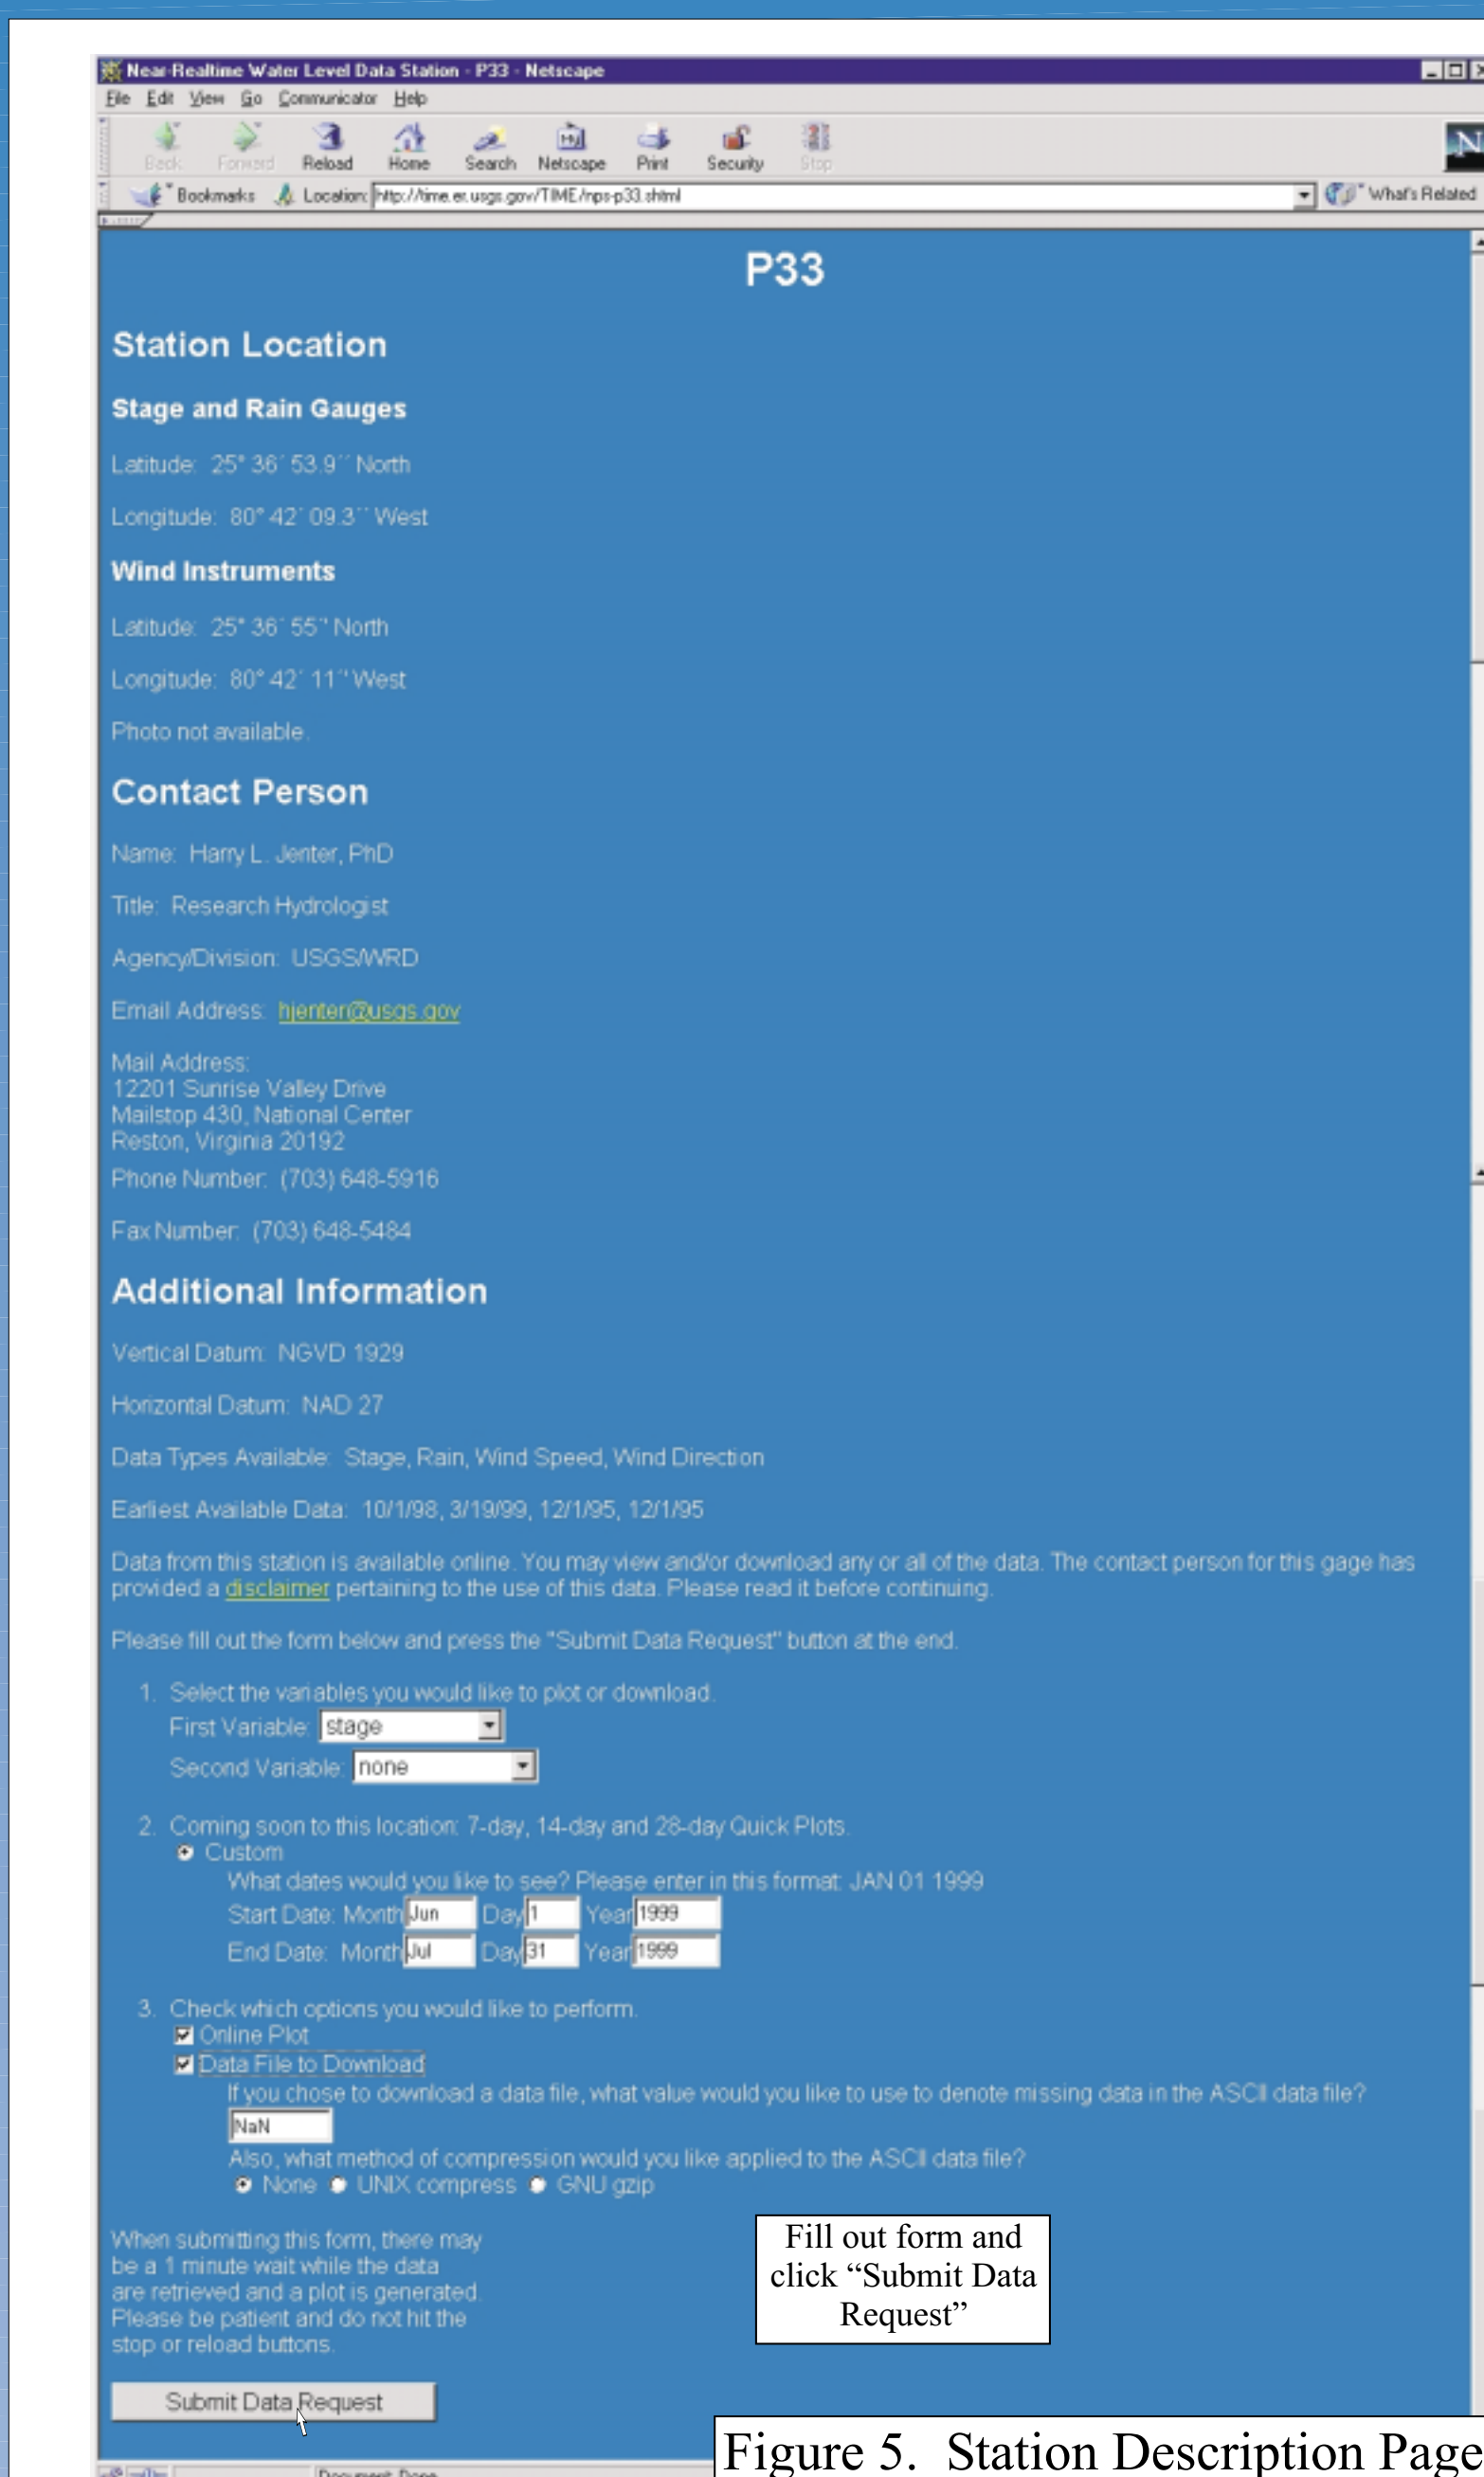 Near-Realtime Water Level Data Station - P33 - Netscape
File Edit View Go Communicator Help
Back Forward Reload Home Search Netscape Print Security Stop
Bookmarks Location: http://time.er.usgs.gov/TIME/nps-p33.shtml What's Related
P33
Station Location
Stage and Rain Gauges
Latitude: 25° 36´ 53.9´´ North
Longitude: 80° 42´ 09.3´´ West
Wind Instruments
Latitude: 25° 36´ 55´´ North
Longitude: 80° 42´ 11´´ West
Photo not available.
Contact Person
Name: Harry L. Jenter, PhD
Title: Research Hydrologist
Agency/Division: USGS/WRD
Email Address: hjenter@usgs.gov
Mail Address:
12201 Sunrise Valley Drive
Mailstop 430, National Center
Reston, Virginia 20192
Phone Number: (703) 648-5916
Fax Number: (703) 648-5484
Additional Information
Vertical Datum: NGVD 1929
Horizontal Datum: NAD 27
Data Types Available: Stage, Rain, Wind Speed, Wind Direction
Earliest Available Data: 10/1/98, 3/19/99, 12/1/95, 12/1/95
Data from this station is available online. You may view and/or download any or all of the data. The contact person for this gage has
provided a disclaimer pertaining to the use of this data. Please read it before continuing.
Please fill out the form below and press the "Submit Data Request" button at the end.
1. Select the variables you would like to plot or download.
First Variable: stage
Second Variable: none
2. Coming soon to this location: 7-day, 14-day and 28-day Quick Plots.
Custom
What dates would you like to see? Please enter in this format: JAN 01 1999
Start Date: Month Jun Day 1 Year 1999
End Date: Month Jul Day 31 Year 1999
3. Check which options you would like to perform.
Online Plot
Data File to Download
If you chose to download a data file, what value would you like to use to denote missing data in the ASCII data file?
NaN
Also, what method of compression would you like applied to the ASCII data file?
None UNIX compress GNU gzip
When submitting this form, there may
be a 1 minute wait while the data
are retrieved and a plot is generated.
Please be patient and do not hit the
stop or reload buttons.
Fill out form and
click “Submit Data
Request”
Submit Data Request
Figure 5. Station Description Page
Document: Done